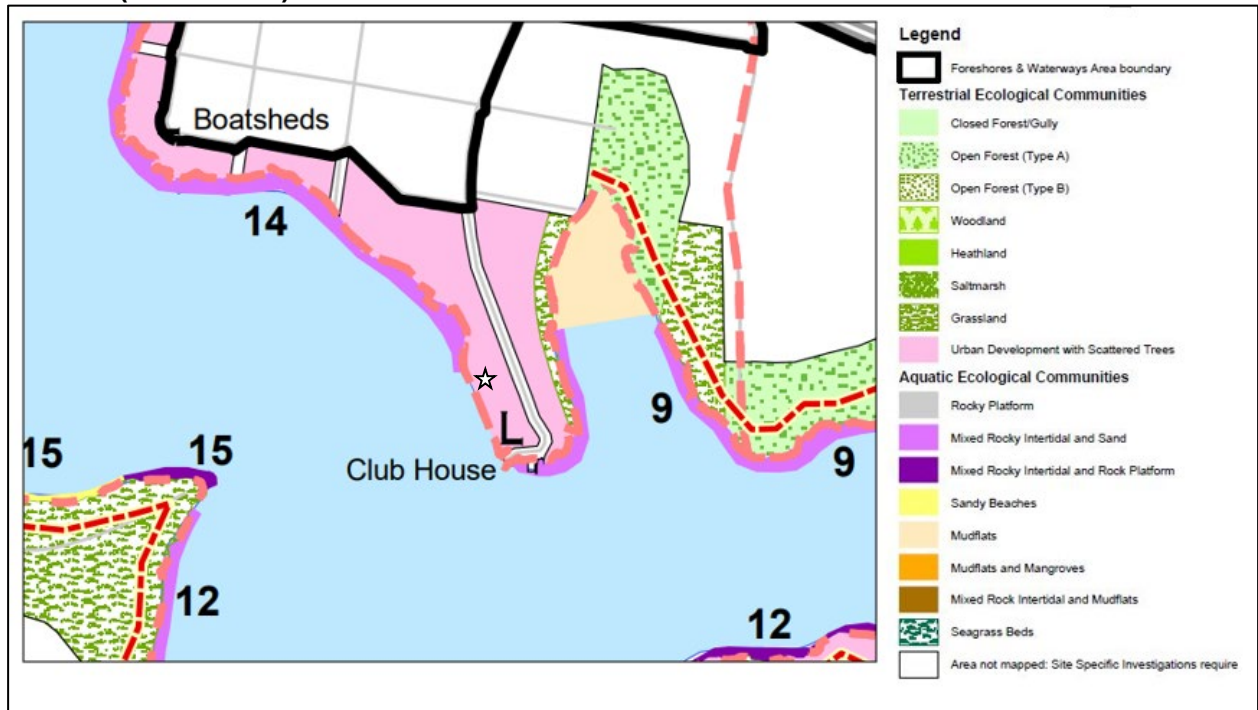 Boatsheds
14
9
9
L
Club House
15
15
12
12
Legend
Foreshores & Waterways Area boundary
Terrestrial Ecological Communities
Closed Forest/Gully
Open Forest (Type A)
Open Forest (Type B)
Woodland
Heathland
Saltmarsh
Grassland
Urban Development with Scattered Trees
Aquatic Ecological Communities
Rocky Platform
Mixed Rocky Intertidal and Sand
Mixed Rocky Intertidal and Rock Platform
Sandy Beaches
Mudflats
Mudflats and Mangroves
Mixed Rock Intertidal and Mudflats
Seagrass Beds
Area not mapped: Site Specific Investigations require